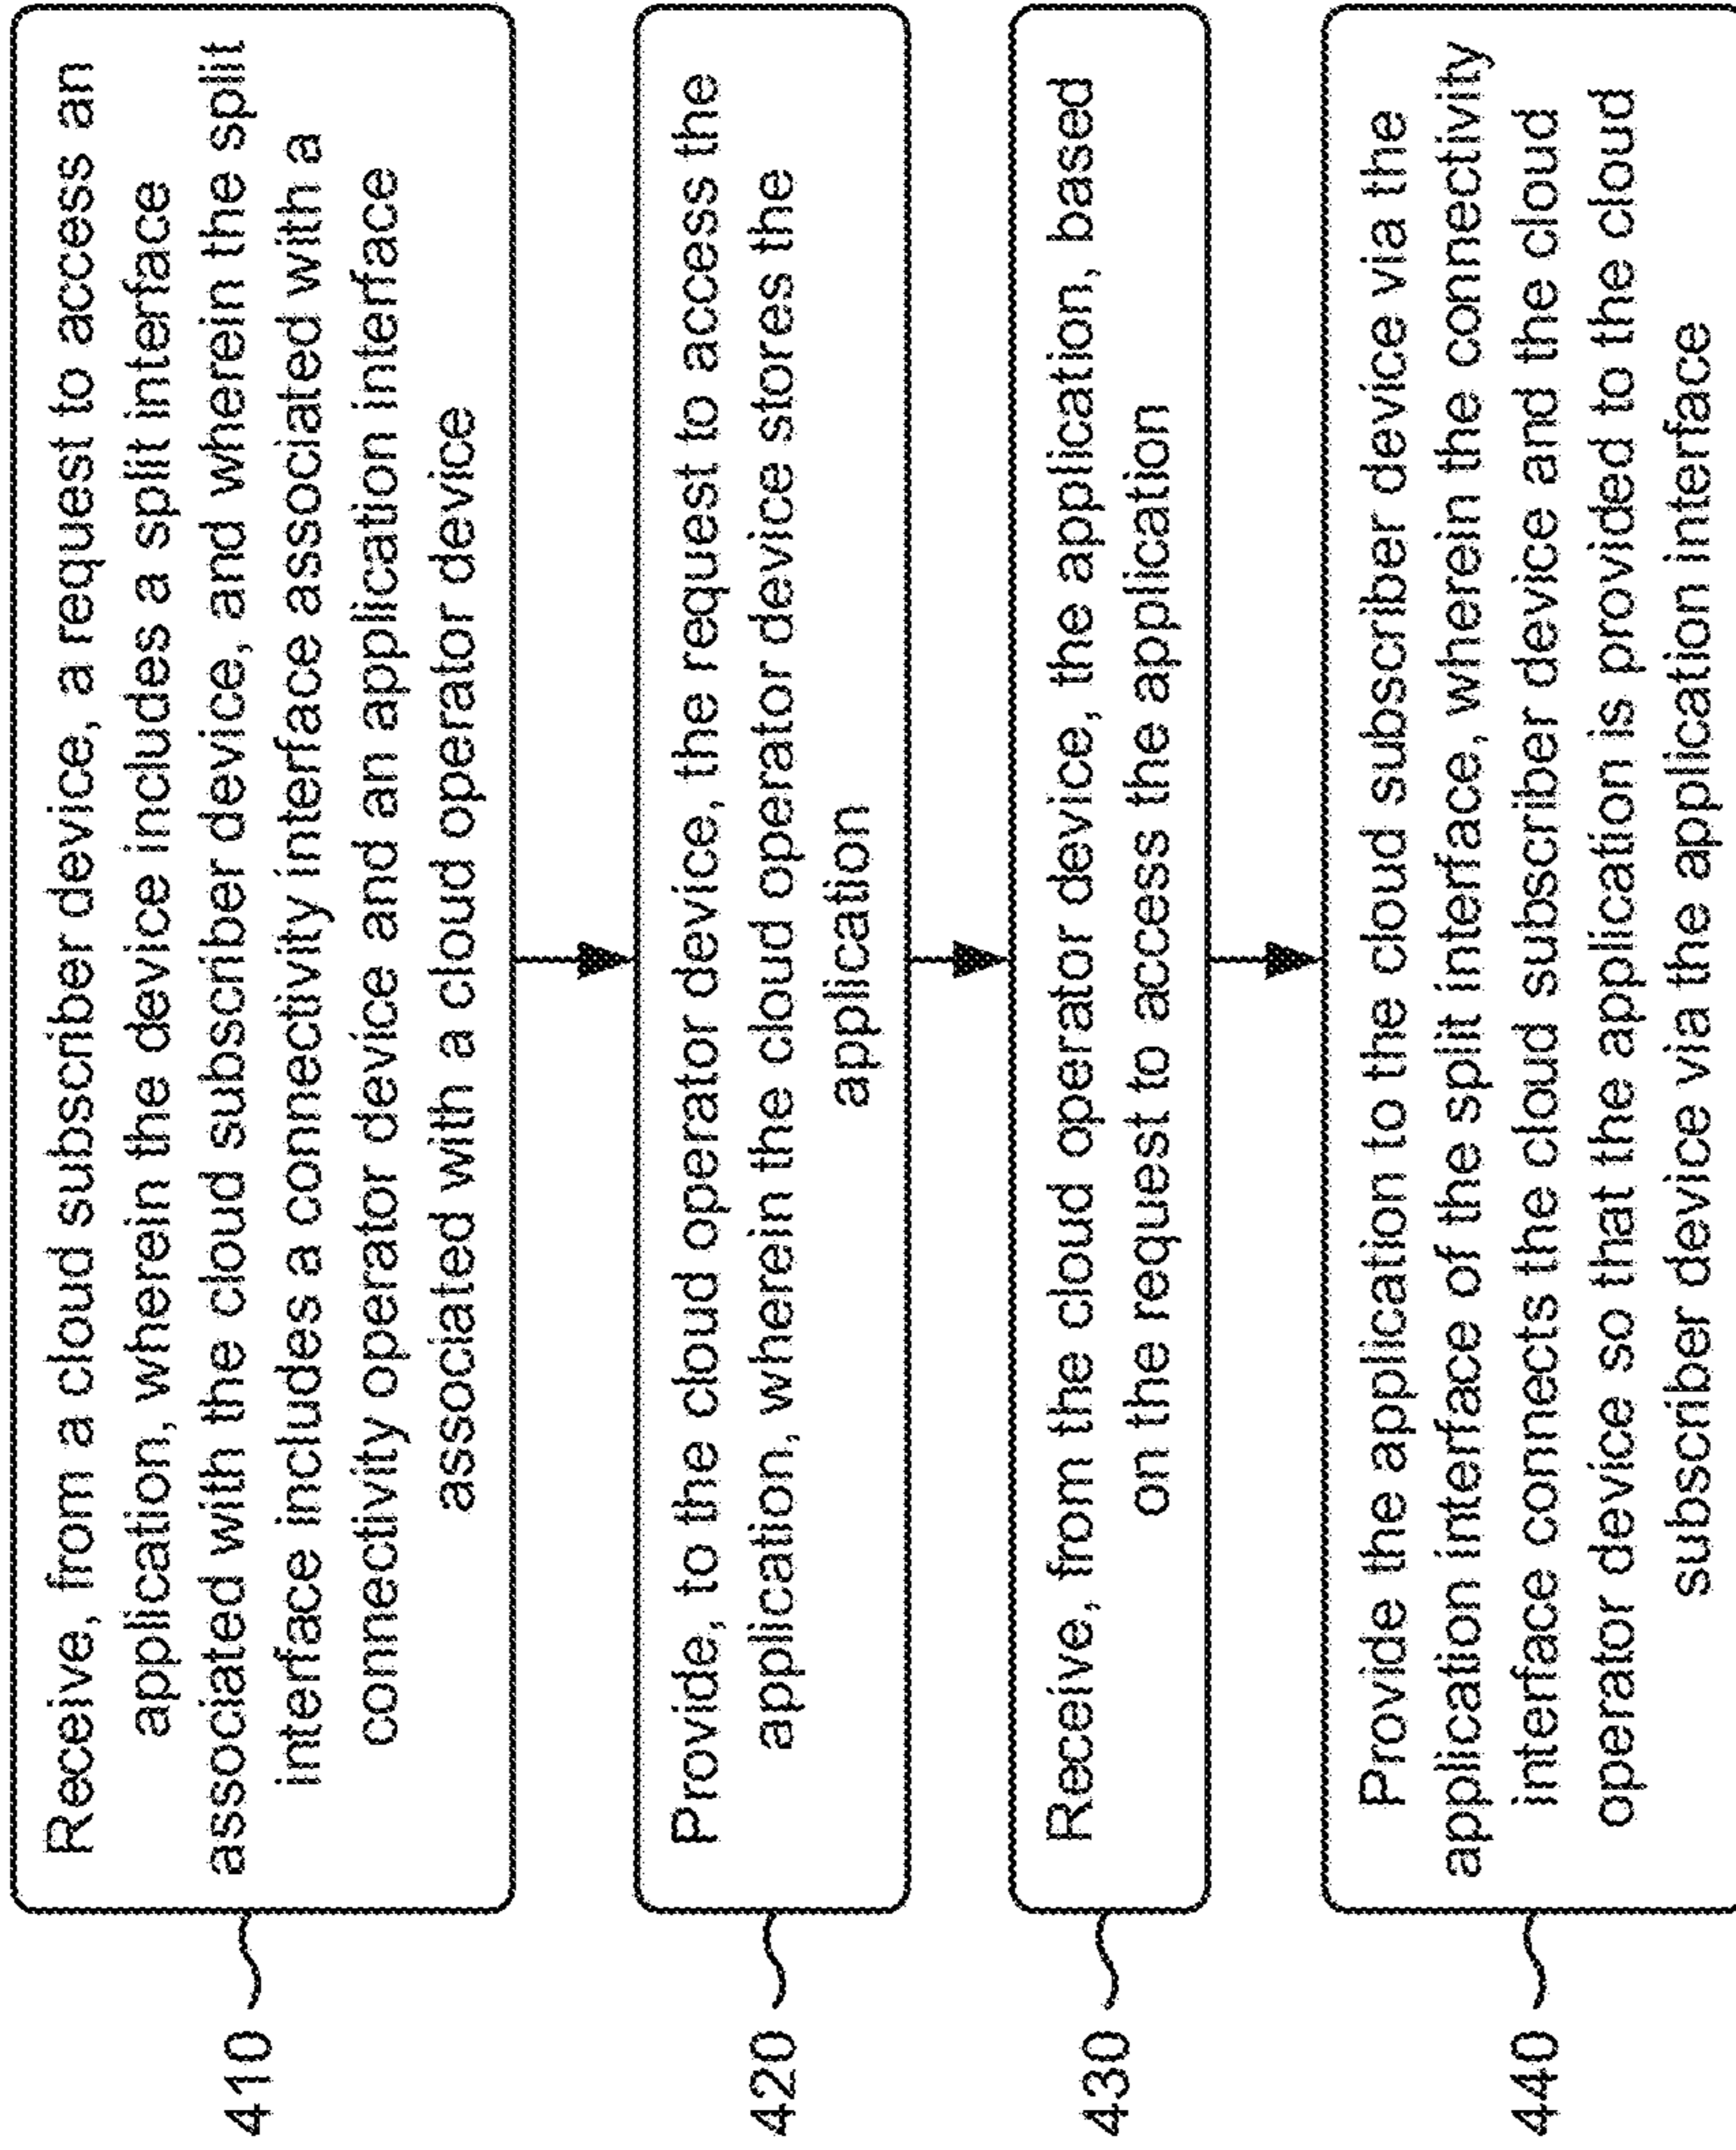 410
Receive, from a cloud subscriber device, a request to access an
application, wherein the device includes a split interface
associated with the cloud subscriber device, and wherein the split
interface includes a connectivity interface associated with a
connectivity operator device and an application interface
associated with a cloud operator device
420
Provide, to the cloud operator device, the request to access the
application, wherein the cloud operator device stores the
application
430
Receive, from the cloud operator device, the application, based
on the request to access the application
440
Provide the application to the cloud subscriber device via the
application interface of the split interface, wherein the connectivity
interface connects the cloud subscriber device and the cloud
operator device so that the application is provided to the cloud
subscriber device via the application interface